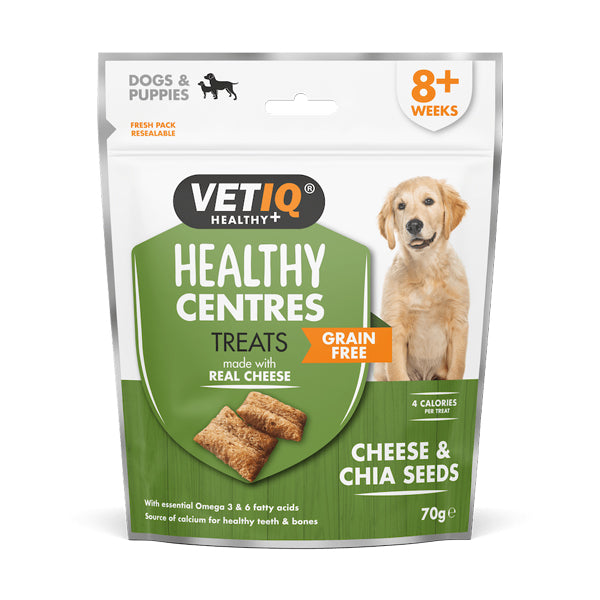 DOGS &
PUPPIES
FRESH PACK
RESEALABLE
8+
WEEKS
VETIQ®
HEALTHY+
HEALTHY
CENTRES
TREATS
made with
REAL CHEESE
GRAIN
FREE
4 CALORIES
PER TREAT
CHEESE &
CHIA SEEDS
With essential Omega 3 & 6 fatty acids
Source of calcium for healthy teeth & bones
70g℮